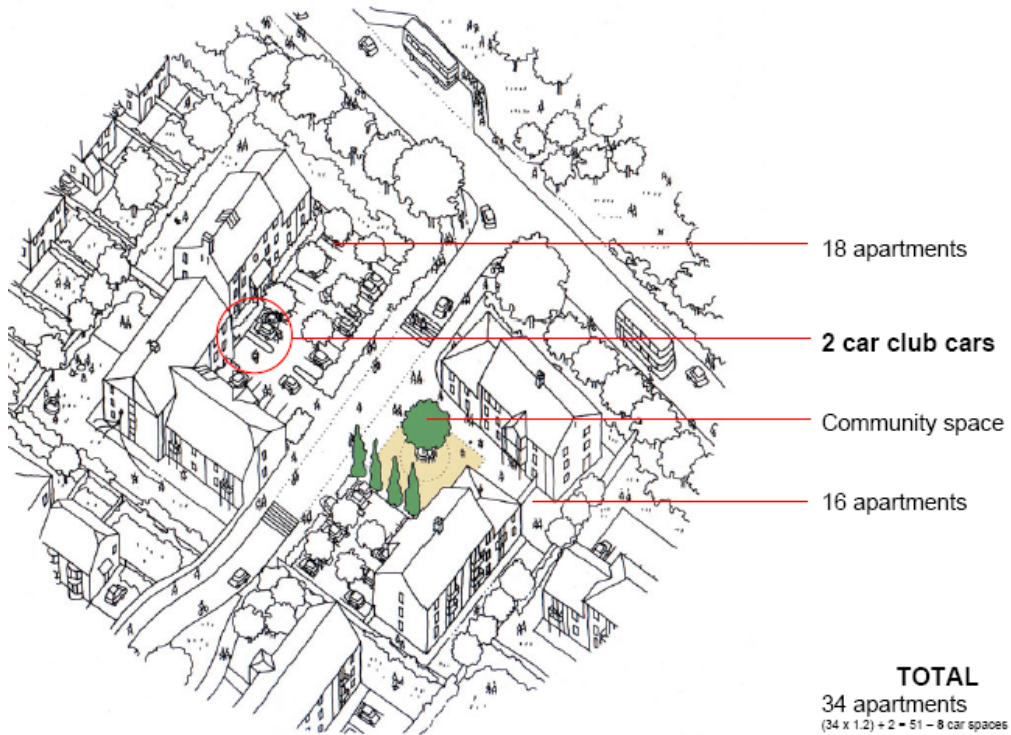 18 apartments
2 car club cars
Community space
16 apartments
TOTAL
34 apartments
(34 x 1.2) + 2 = 51 – 8 car spaces